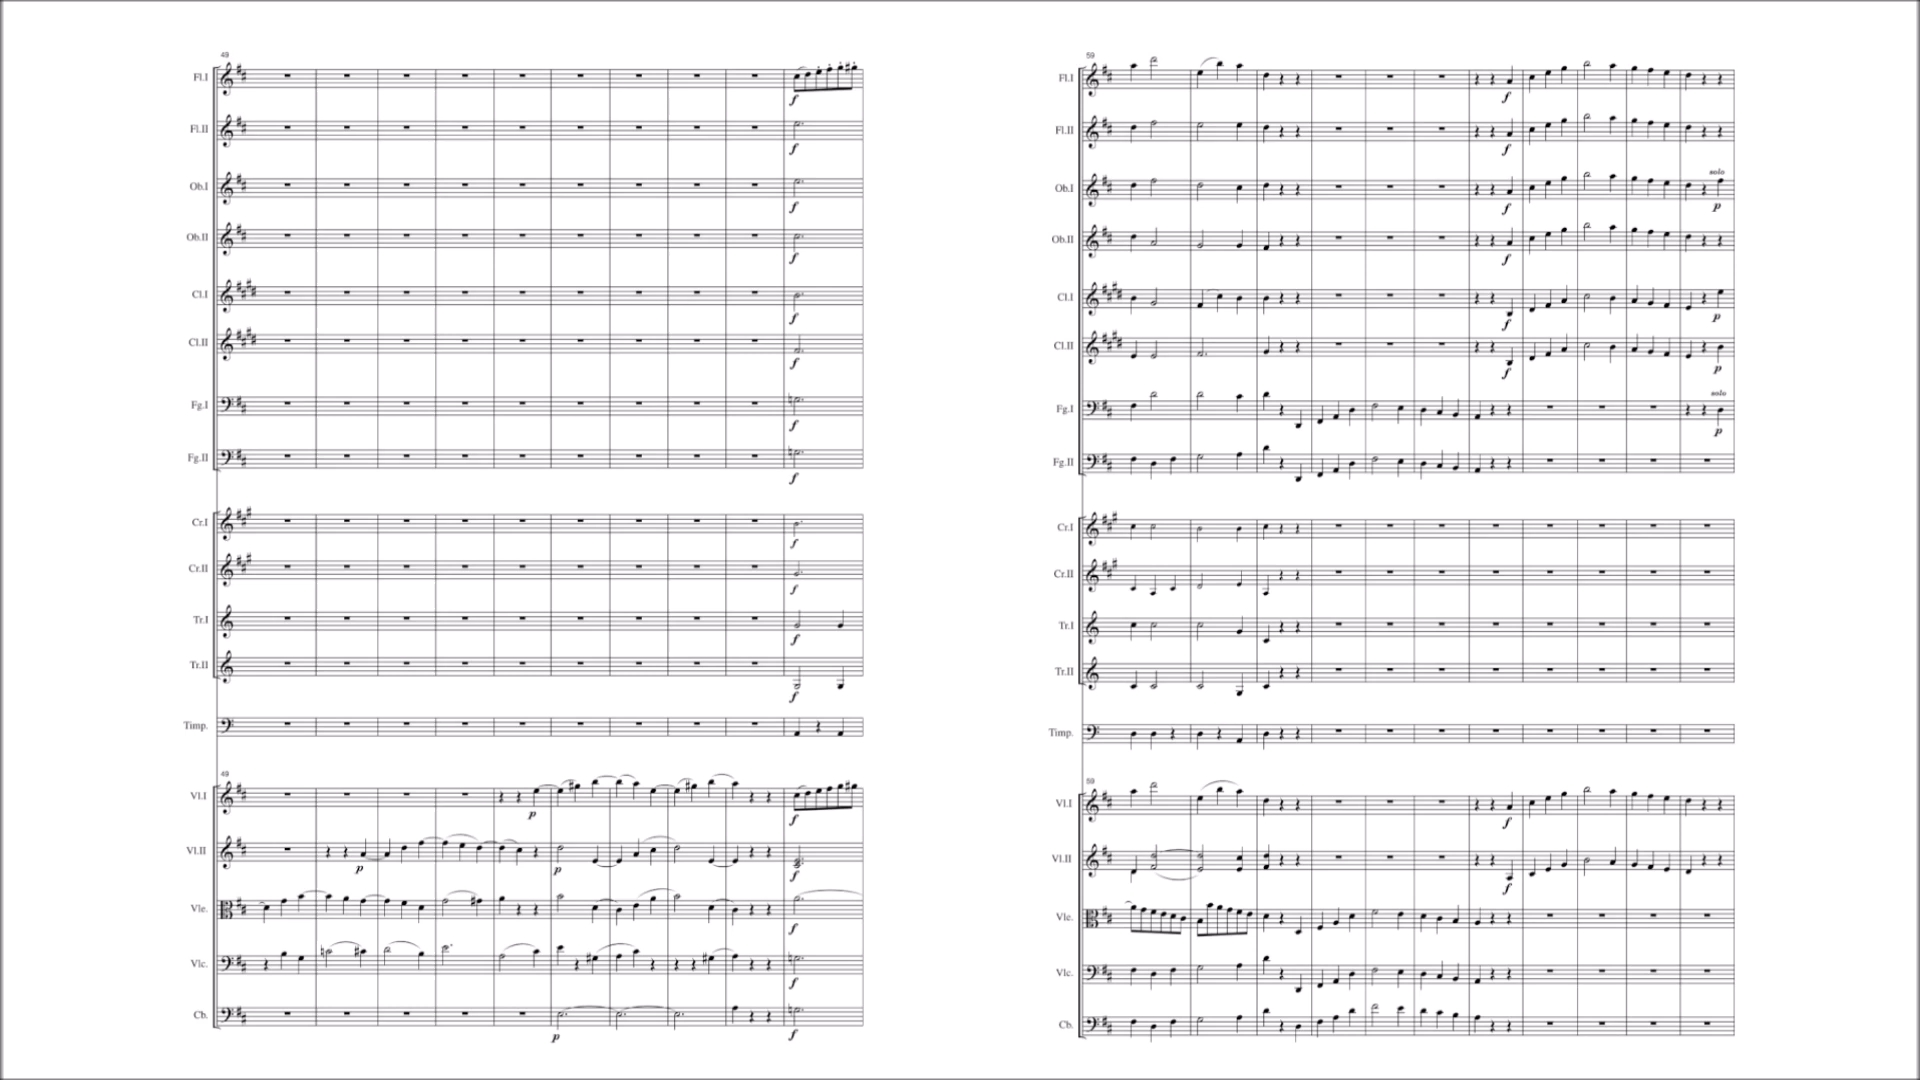 49
Fl.I
f
Fl.II
f
Ob.I
f
Ob.II
f
Cl.I
f
Cl.II
f
Fg.I
f
Fg.II
f
Cr.I
f
Cr.II
f
Tr.I
f
Tr.II
f
Timp.
49
Vl.I
p
f
Vl.II
p
p
f
Vle.
f
Vlc.
f
Cb.
p
f
59
Fl.I
f
Fl.II
f
solo
Ob.I
f
p
Ob.II
f
Cl.I
f
p
Cl.II
f
p
solo
Fg.I
p
Fg.II
Cr.I
Cr.II
Tr.I
Tr.II
Timp.
59
Vl.I
f
Vl.II
f
Vle.
Vlc.
Cb.